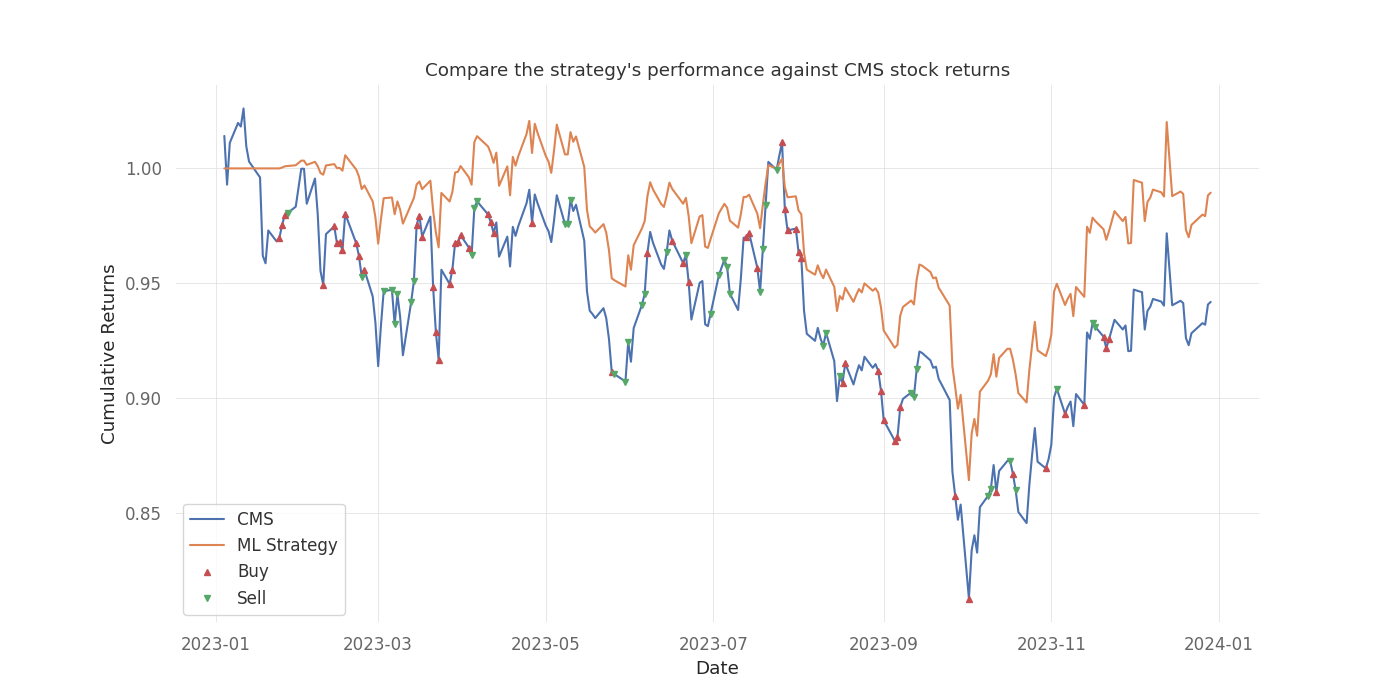 Compare the strategy's performance against CMS stock returns
Cumulative Returns
1.00
0.95
0.90
0.85
CMS
ML Strategy
Buy
Sell
2023-01 2023-03 2023-05 2023-07 2023-09 2023-11 2024-01
Date